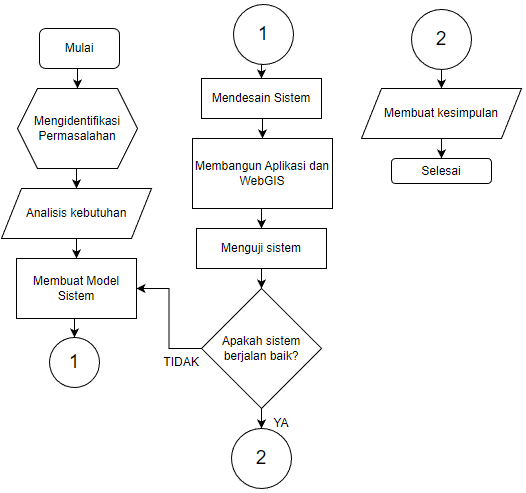 Mulai
Mengidentifikasi
Permasalahan
Analisis kebutuhan
Membuat Model
Sistem
1
1
Mendesain Sistem
Membangun Aplikasi dan
WebGIS
Menguji sistem
Apakah sistem
berjalan baik?
TIDAK
YA
2
2
Membuat kesimpulan
Selesai